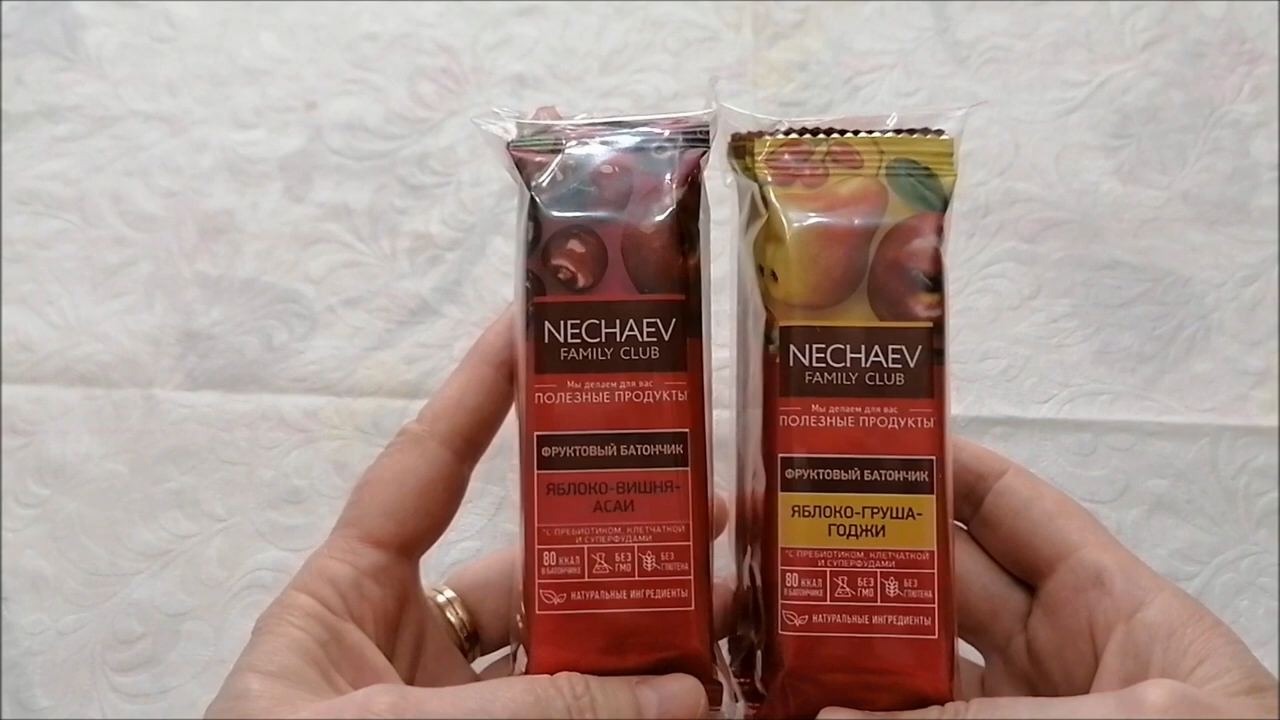 NECHAEV
FAMILY CLUB
Мы делаем для вас
ПОЛЕЗНЫЕ ПРОДУКТЫ
ФРУКТОВЫЙ БАТОНЧИК
ЯБЛОКО-ВИШНЯ-
АСАИ
*С ПРЕБИОТИКОМ, КЛЕТЧАТКОЙ
И СУПЕРФУДАМИ
80 ККАЛ
В БАТОНЧИКЕ
БЕЗ
ГМО
БЕЗ
ГЛЮТЕНА
НАТУРАЛЬНЫЕ ИНГРЕДИЕНТЫ
NECHAEV
FAMILY CLUB
Мы делаем для вас
ПОЛЕЗНЫЕ ПРОДУКТЫ
ФРУКТОВЫЙ БАТОНЧИК
ЯБЛОКО-ГРУША-
ГОДЖИ
*С ПРЕБИОТИКОМ, КЛЕТЧАТКОЙ
И СУПЕРФУДАМИ
80 ККАЛ
В БАТОНЧИКЕ
БЕЗ
ГМО
БЕЗ
ГЛЮТЕНА
НАТУРАЛЬНЫЕ ИНГРЕДИЕНТЫ